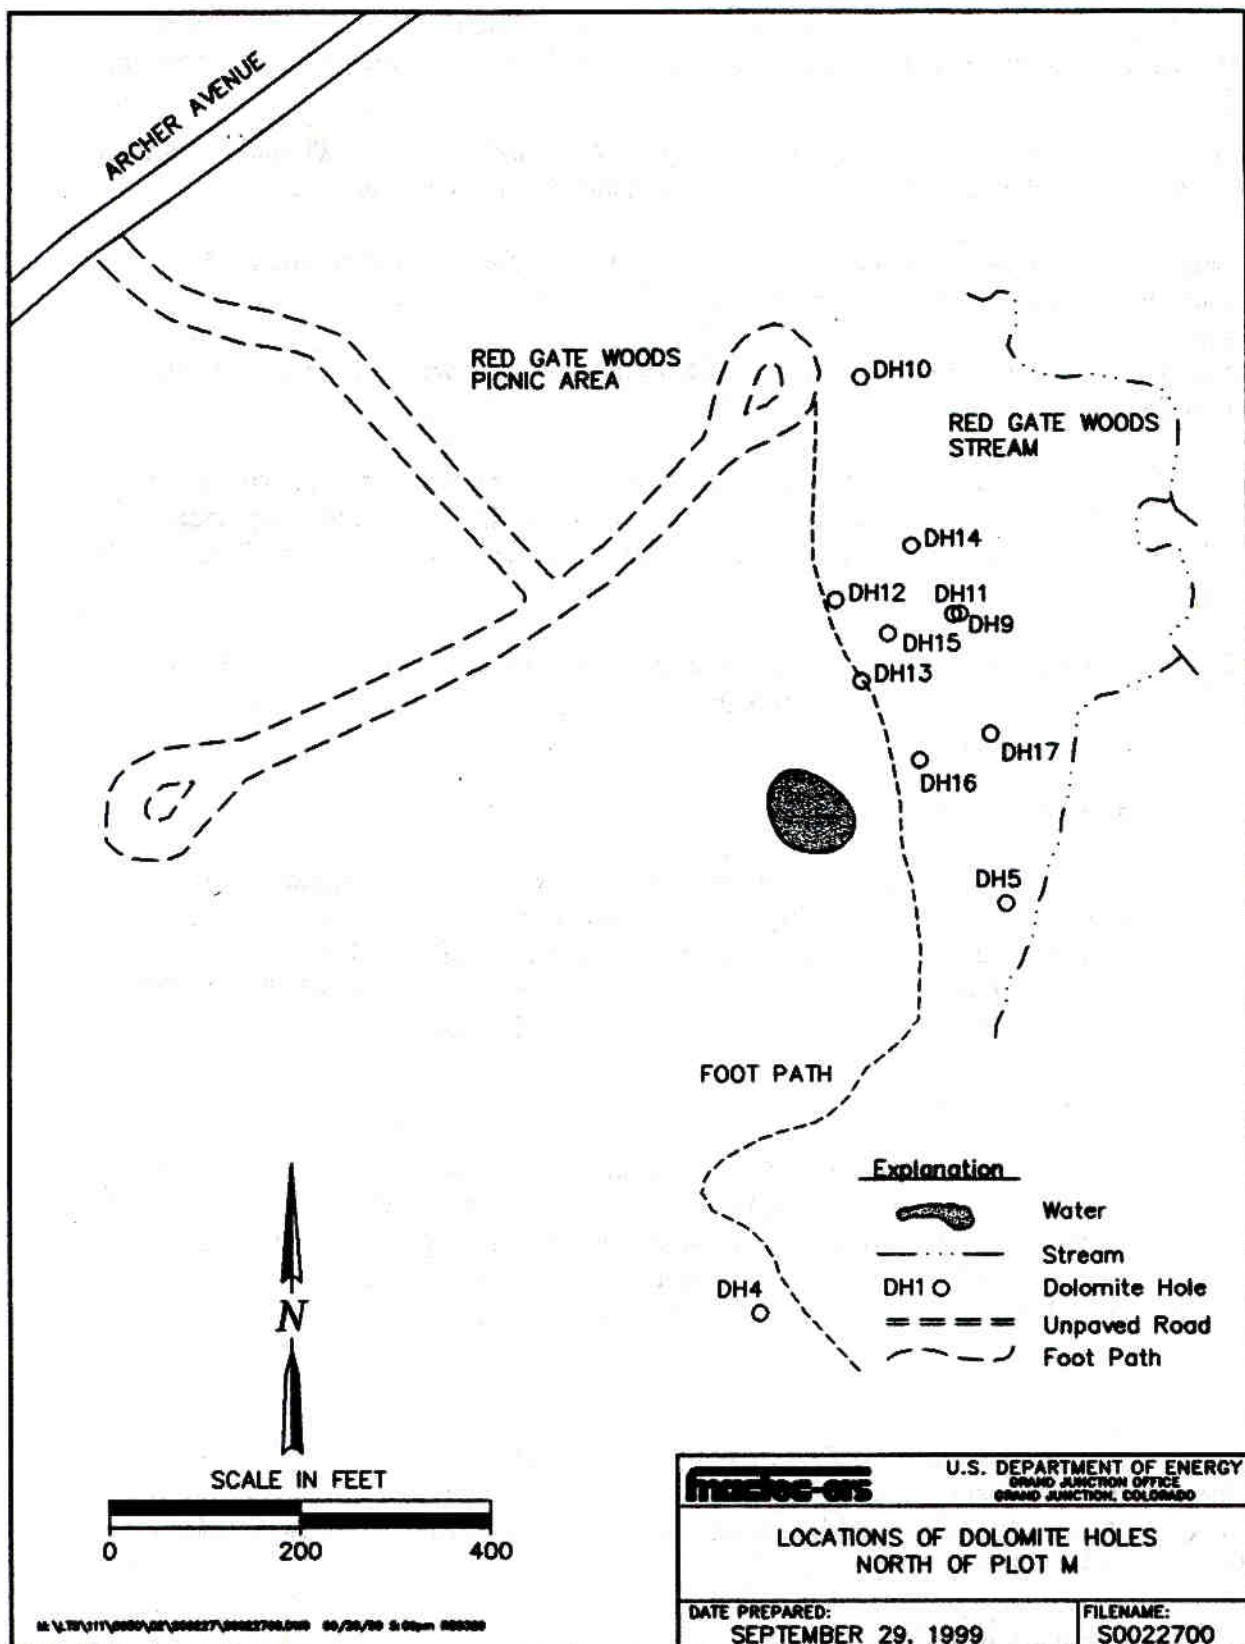 ARCHER AVENUE
RED GATE WOODS
PICNIC AREA
DH10
RED GATE WOODS
STREAM
DH14
DH12
DH11
DH9
DH15
DH13
DH17
DH16
DH5
FOOT PATH
Explanation
Water
Stream
DH4
DH1
Dolomite Hole
Unpaved Road
Foot Path
N
SCALE IN FEET
0 200 400
mactec-ers
U.S. DEPARTMENT OF ENERGY
GRAND JUNCTION OFFICE
GRAND JUNCTION, COLORADO
LOCATIONS OF DOLOMITE HOLES
NORTH OF PLOT M
DATE PREPARED:
SEPTEMBER 29, 1999
FILENAME:
S0022700